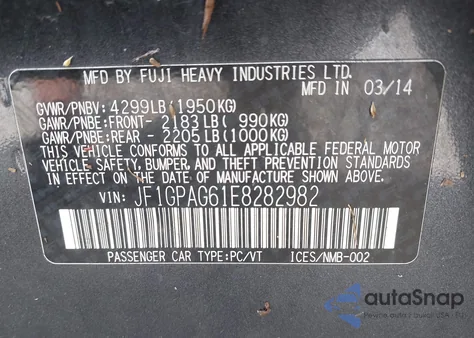 MFD BY FUJI HEAVY INDUSTRIES LTD.
MFD IN 03/14
GVWR/PNBV: 4299LB(1950KG)
GAWR/PNBE:FRONT- 2183 LB( 990KG)
GAWR/PNBE:REAR - 2205 LB(1000KG)
THIS VEHICLE CONFORMS TO ALL APPLICABLE FEDERAL MOTOR
VEHICLE SAFETY, BUMPER, AND THEFT PREVENTION STANDARDS
IN EFFECT ON THE DATE OF MANUFACTURE SHOWN ABOVE.
VIN: JF1GPAG61E8282982
PASSENGER CAR TYPE:PC/VT ICES/NMB-002
autoSnap